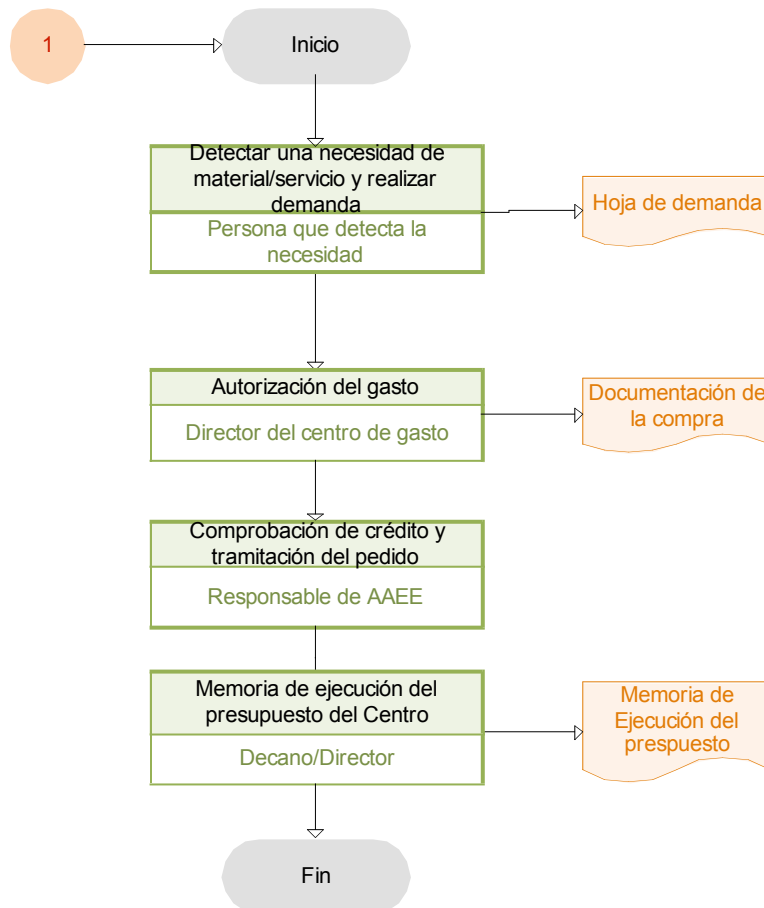 1
Inicio
Detectar una necesidad de
material/servicio y realizar
demanda
Persona que detecta la
necesidad
Hoja de demanda
Autorización del gasto
Director del centro de gasto
Documentación de
la compra
Comprobación de crédito y
tramitación del pedido
Responsable de AAEE
Memoria de ejecución del
presupuesto del Centro
Decano/Director
Memoria de
Ejecución del
prespuesto
Fin